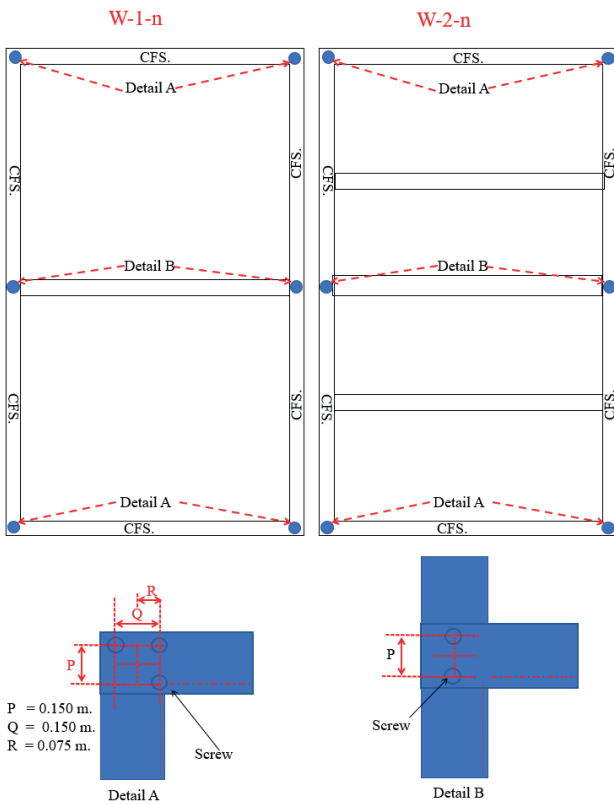 W-1-n
W-2-n
CFS.
CFS.
Detail A
Detail A
CFS.
CFS.
CFS.
CFS.
Detail B
Detail B
CFS.
CFS.
CFS.
CFS.
Detail A
Detail A
CFS.
CFS.
R
Q
P
P
P = 0.150 m.
Q = 0.150 m.
R = 0.075 m.
Screw
Screw
Detail A
Detail B